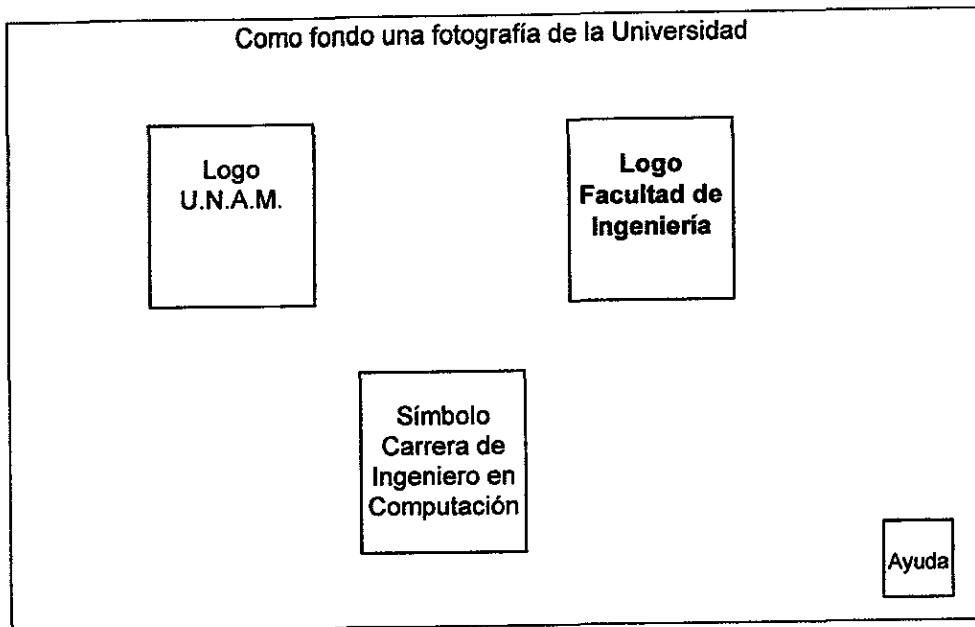 Como fondo una fotografía de la Universidad
Logo
U.N.A.M.
Logo
Facultad de
Ingeniería
Símbolo
Carrera de
Ingeniero en
Computación
Ayuda